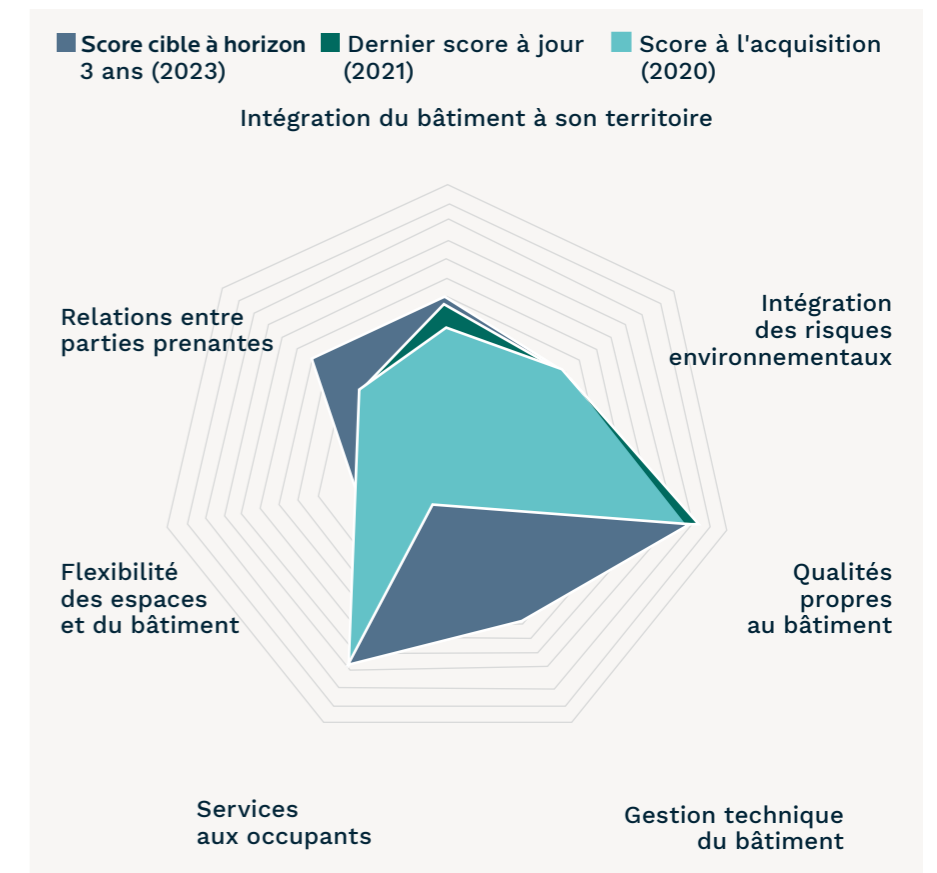 Score cible à horizon
3 ans (2023)
Dernier score à jour
(2021)
Score à l'acquisition
(2020)
Intégration du bâtiment à son territoire
Relations entre
parties prenantes
Intégration
des risques
environnementaux
Flexibilité
des espaces
et du bâtiment
Qualités
propres
au bâtiment
Services
aux occupants
Gestion technique
du bâtiment